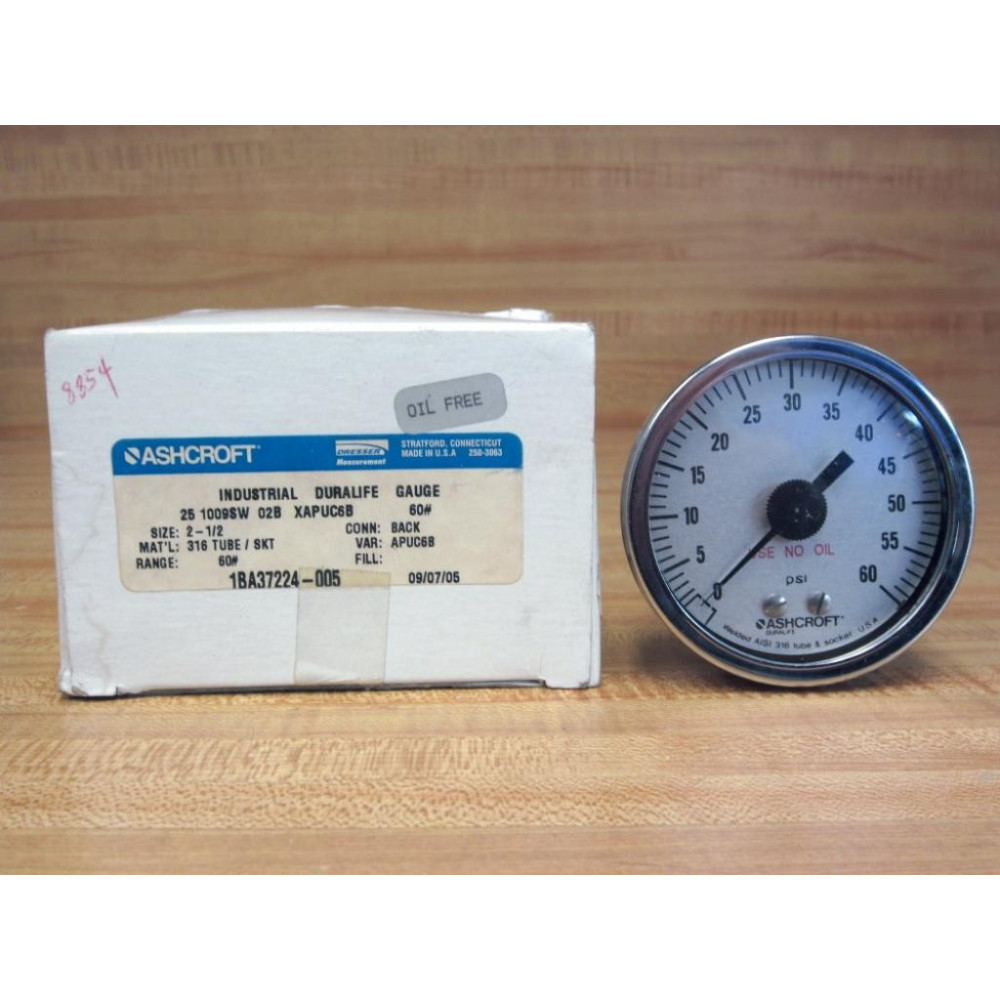 8854
OIL FREE
ASHCROFT®
DRESSER
Measurement
STRATFORD, CONNECTICUT
MADE IN U.S.A 250-3063
INDUSTRIAL DURALIFE GAUGE
25 1009SW 02B XAPUC6B 60#
SIZE: 2-1/2 CONN: BACK
MAT'L: 316 TUBE / SKT VAR: APUC6B
RANGE: 60# FILL:
1BA37224-005 09/07/05
0
5
10
15
20
25
30
35
40
45
50
55
60
USE NO OIL
psi
ASHCROFT®
DURALIFE
Welded AISI 316 tube & socket U.S.A